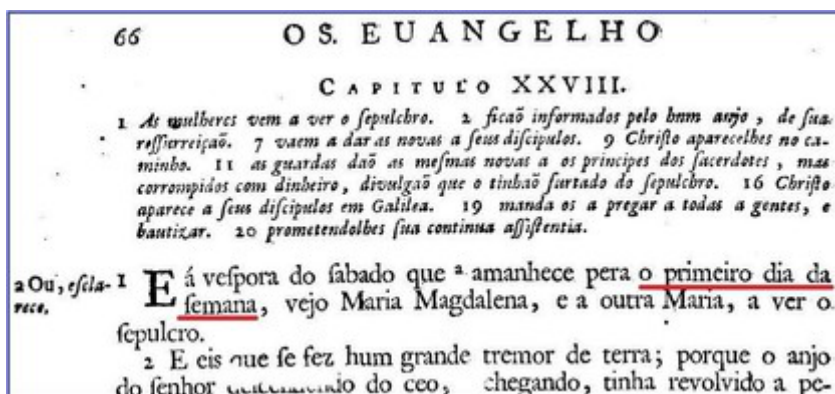 66 OS. EUANGELHO
CAPITULO XXVIII.
1 As mulheres vem a ver o ſepulchro. 2 ficaõ informados pelo hum anjo, de ſua
reſſurreiçaõ. 7 vaem a dar as novas a ſeus diſcipulos. 9 Chriſto aparecelhes no ca-
minho. 11 as guardas daõ as meſmas novas a os principes dos ſacerdotes, mas
corrompidos com dinheiro, divulgaõ que o tinhaõ furtado do ſepulchro. 16 Chriſto
aparece a ſeus diſcipulos em Galilea. 19 manda os a pregar a todas a gentes, e
bautizar. 20 prometendolhes ſua continua aſſiſtentia.
a Ou, eſcla-
rece.
1 E á veſpora do ſabado que a amanhece pera o primeiro dia da
ſemana, vejo Maria Magdalena, e a outra Maria, a ver o
ſepulcro.
2 E eis que ſe fez hum grande tremor de terra; porque o anjo
do ſenhor do ceo, chegando, tinha revolvido a pe-